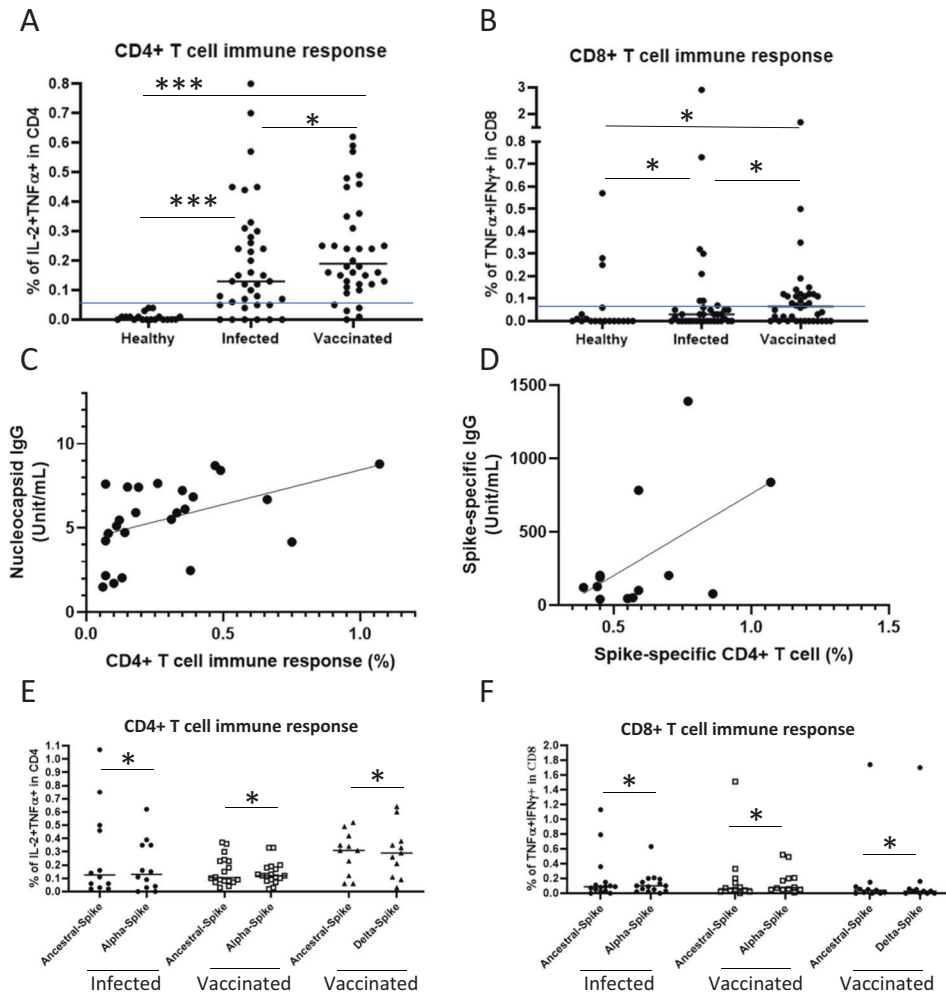 A
CD4+ T cell immune response
% of IL-2+TNFα+ in CD4
0.8
0.7
0.6
0.5
0.4
0.3
0.2
0.1
0.0
***
*
***
Healthy
Infected
Vaccinated
B
CD8+ T cell immune response
% of TNFα+IFNγ+ in CD8
3
2
1
0.8
0.6
0.5
0.4
0.3
0.2
0.1
0.0
*
*
*
Healthy
Infected
Vaccinated
C
Nucleocapsid IgG
(Unit/mL)
10
5
0
0.0
0.5
1.0
CD4+ T cell immune response (%)
D
Spike-specific IgG
(Unit/mL)
1500
1000
500
0
0.5
1.0
1.5
Spike-specific CD4+ T cell (%)
E
CD4+ T cell immune response
% of IL-2+TNFα+ in CD4
1.1
1.0
0.9
0.8
0.7
0.6
0.5
0.4
0.3
0.2
0.1
0.0
*
*
*
Ancestral-Spike
Alpha-Spike
Ancestral-Spike
Alpha-Spike
Ancestral-Spike
Delta-Spike
Infected
Vaccinated
Vaccinated
F
CD8+ T cell immune response
% of TNFα+IFNγ+ in CD8
2.0
1.8
1.6
1.4
1.2
1.0
0.8
0.6
0.4
0.2
0.0
*
*
*
Ancestral-Spike
Alpha-Spike
Ancestral-Spike
Alpha-Spike
Ancestral-Spike
Delta-Spike
Infected
Vaccinated
Vaccinated